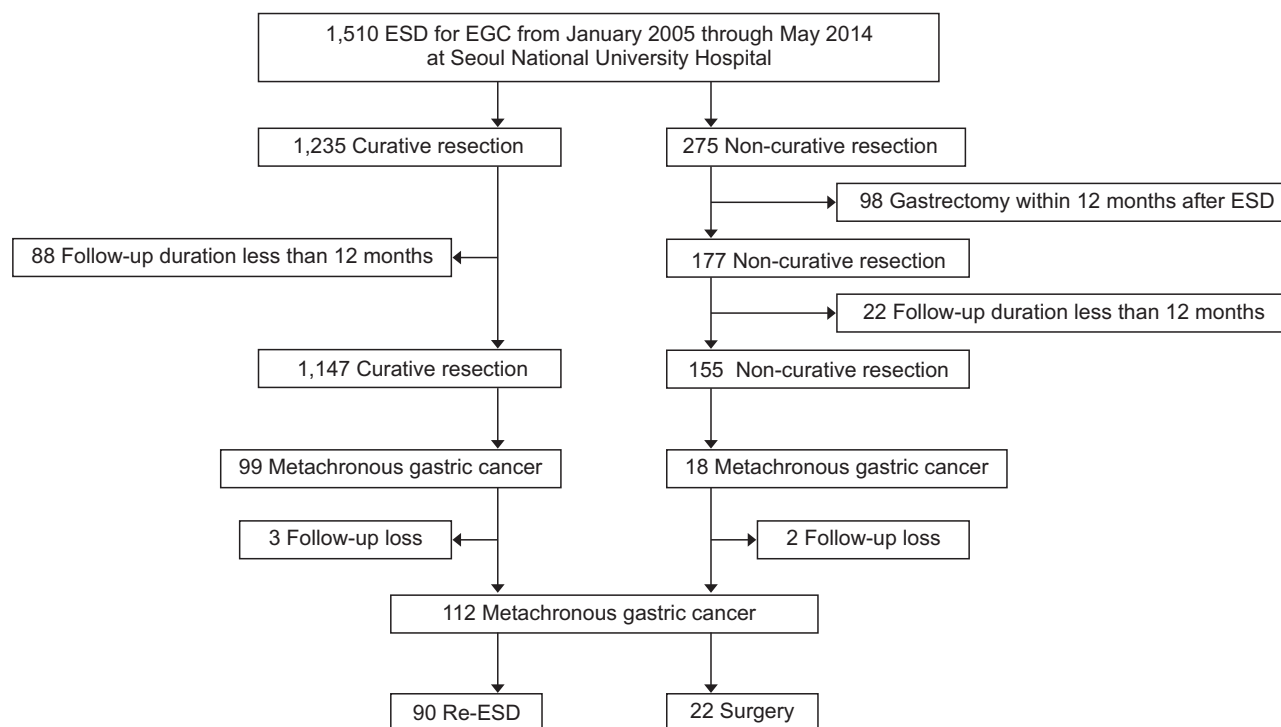 1,510 ESD for EGC from January 2005 through May 2014
at Seoul National University Hospital
1,235 Curative resection
275 Non-curative resection
98 Gastrectomy within 12 months after ESD
88 Follow-up duration less than 12 months
177 Non-curative resection
22 Follow-up duration less than 12 months
1,147 Curative resection
155 Non-curative resection
99 Metachronous gastric cancer
18 Metachronous gastric cancer
3 Follow-up loss
2 Follow-up loss
112 Metachronous gastric cancer
90 Re-ESD
22 Surgery